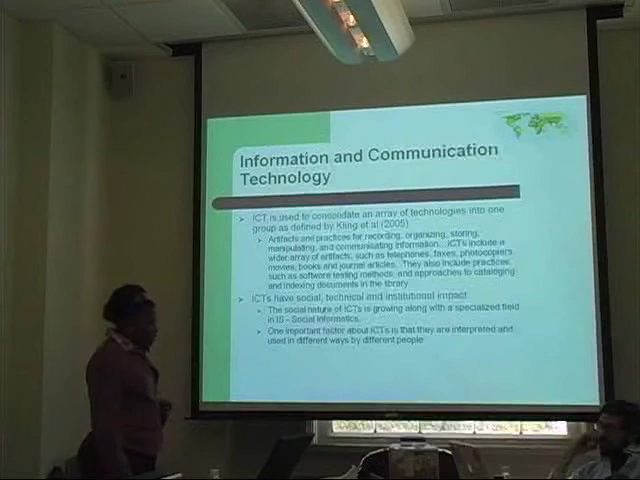 Information and Communication
Technology
ICT is used to consolidate an array of technologies into one
group as defined by Kling et al (2005)
Artifacts and practices for recording, organizing, storing,
manipulating, and communicating information...ICTs include a
wider array of artifacts, such as telephones, faxes, photocopiers,
movies, books and journal articles. They also include practices
such as software testing methods, and approaches to cataloging
and indexing documents in the library
ICTs have social, technical and institutional impact.
The social nature of ICTs is growing along with a specialized field
in IS - Social Informatics.
One important factor about ICTs is that they are interpreted and
used in different ways by different people